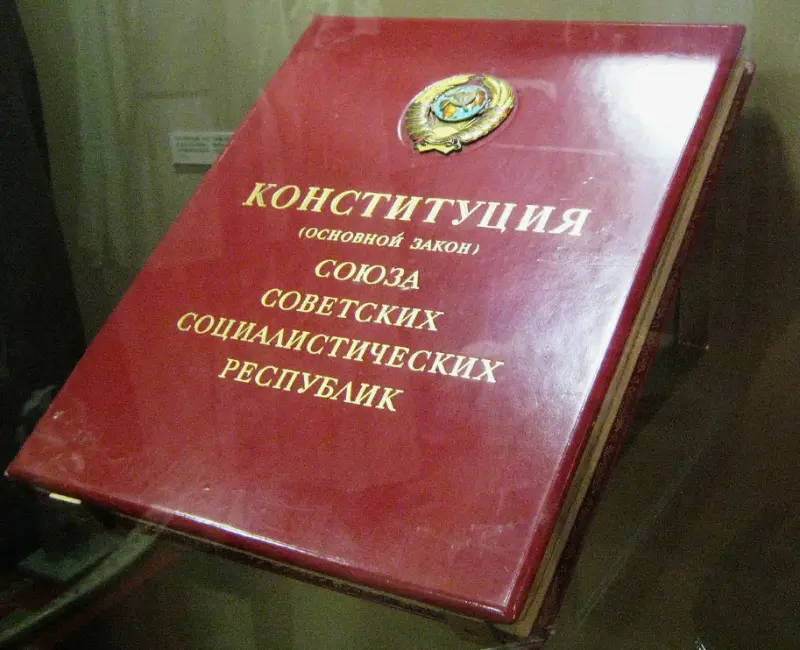 КОНСТИТУЦИЯ
(ОСНОВНОЙ ЗАКОН)
СОЮЗА
СОВЕТСКИХ
СОЦИАЛИСТИЧЕСКИХ
РЕСПУБЛИК